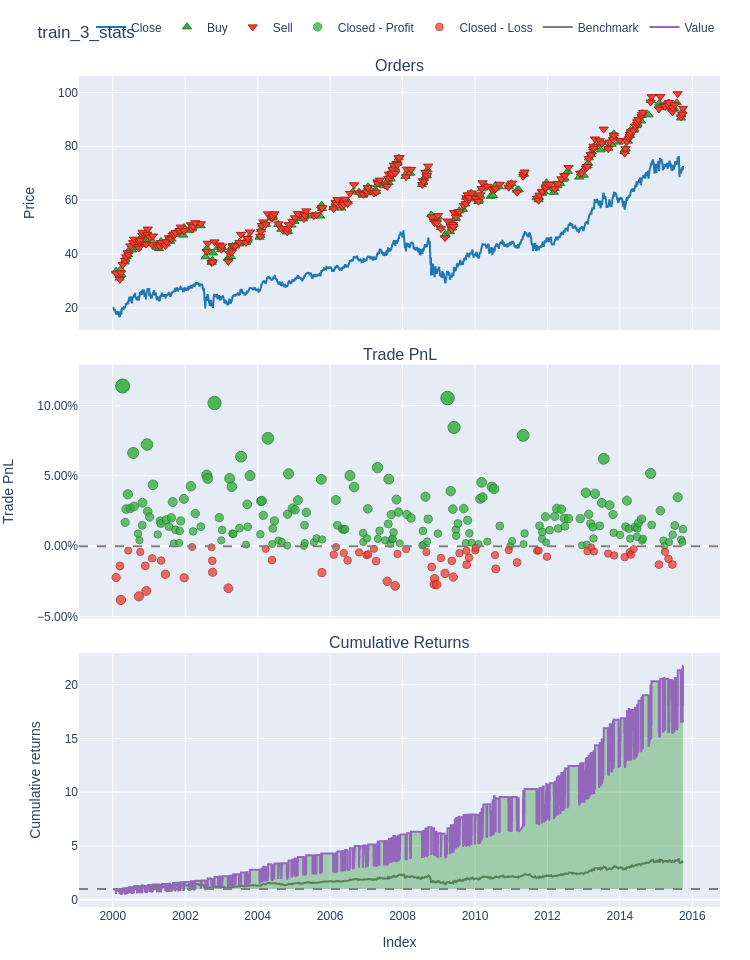 train_3_stats
Close Buy Sell Closed - Profit Closed - Loss Benchmark Value
Orders
100
80
60
40
20
Price
Trade PnL
10.00%
5.00%
0.00%
−5.00%
Trade PnL
Cumulative Returns
20
15
10
5
0
Cumulative returns
2000 2002 2004 2006 2008 2010 2012 2014 2016
Index